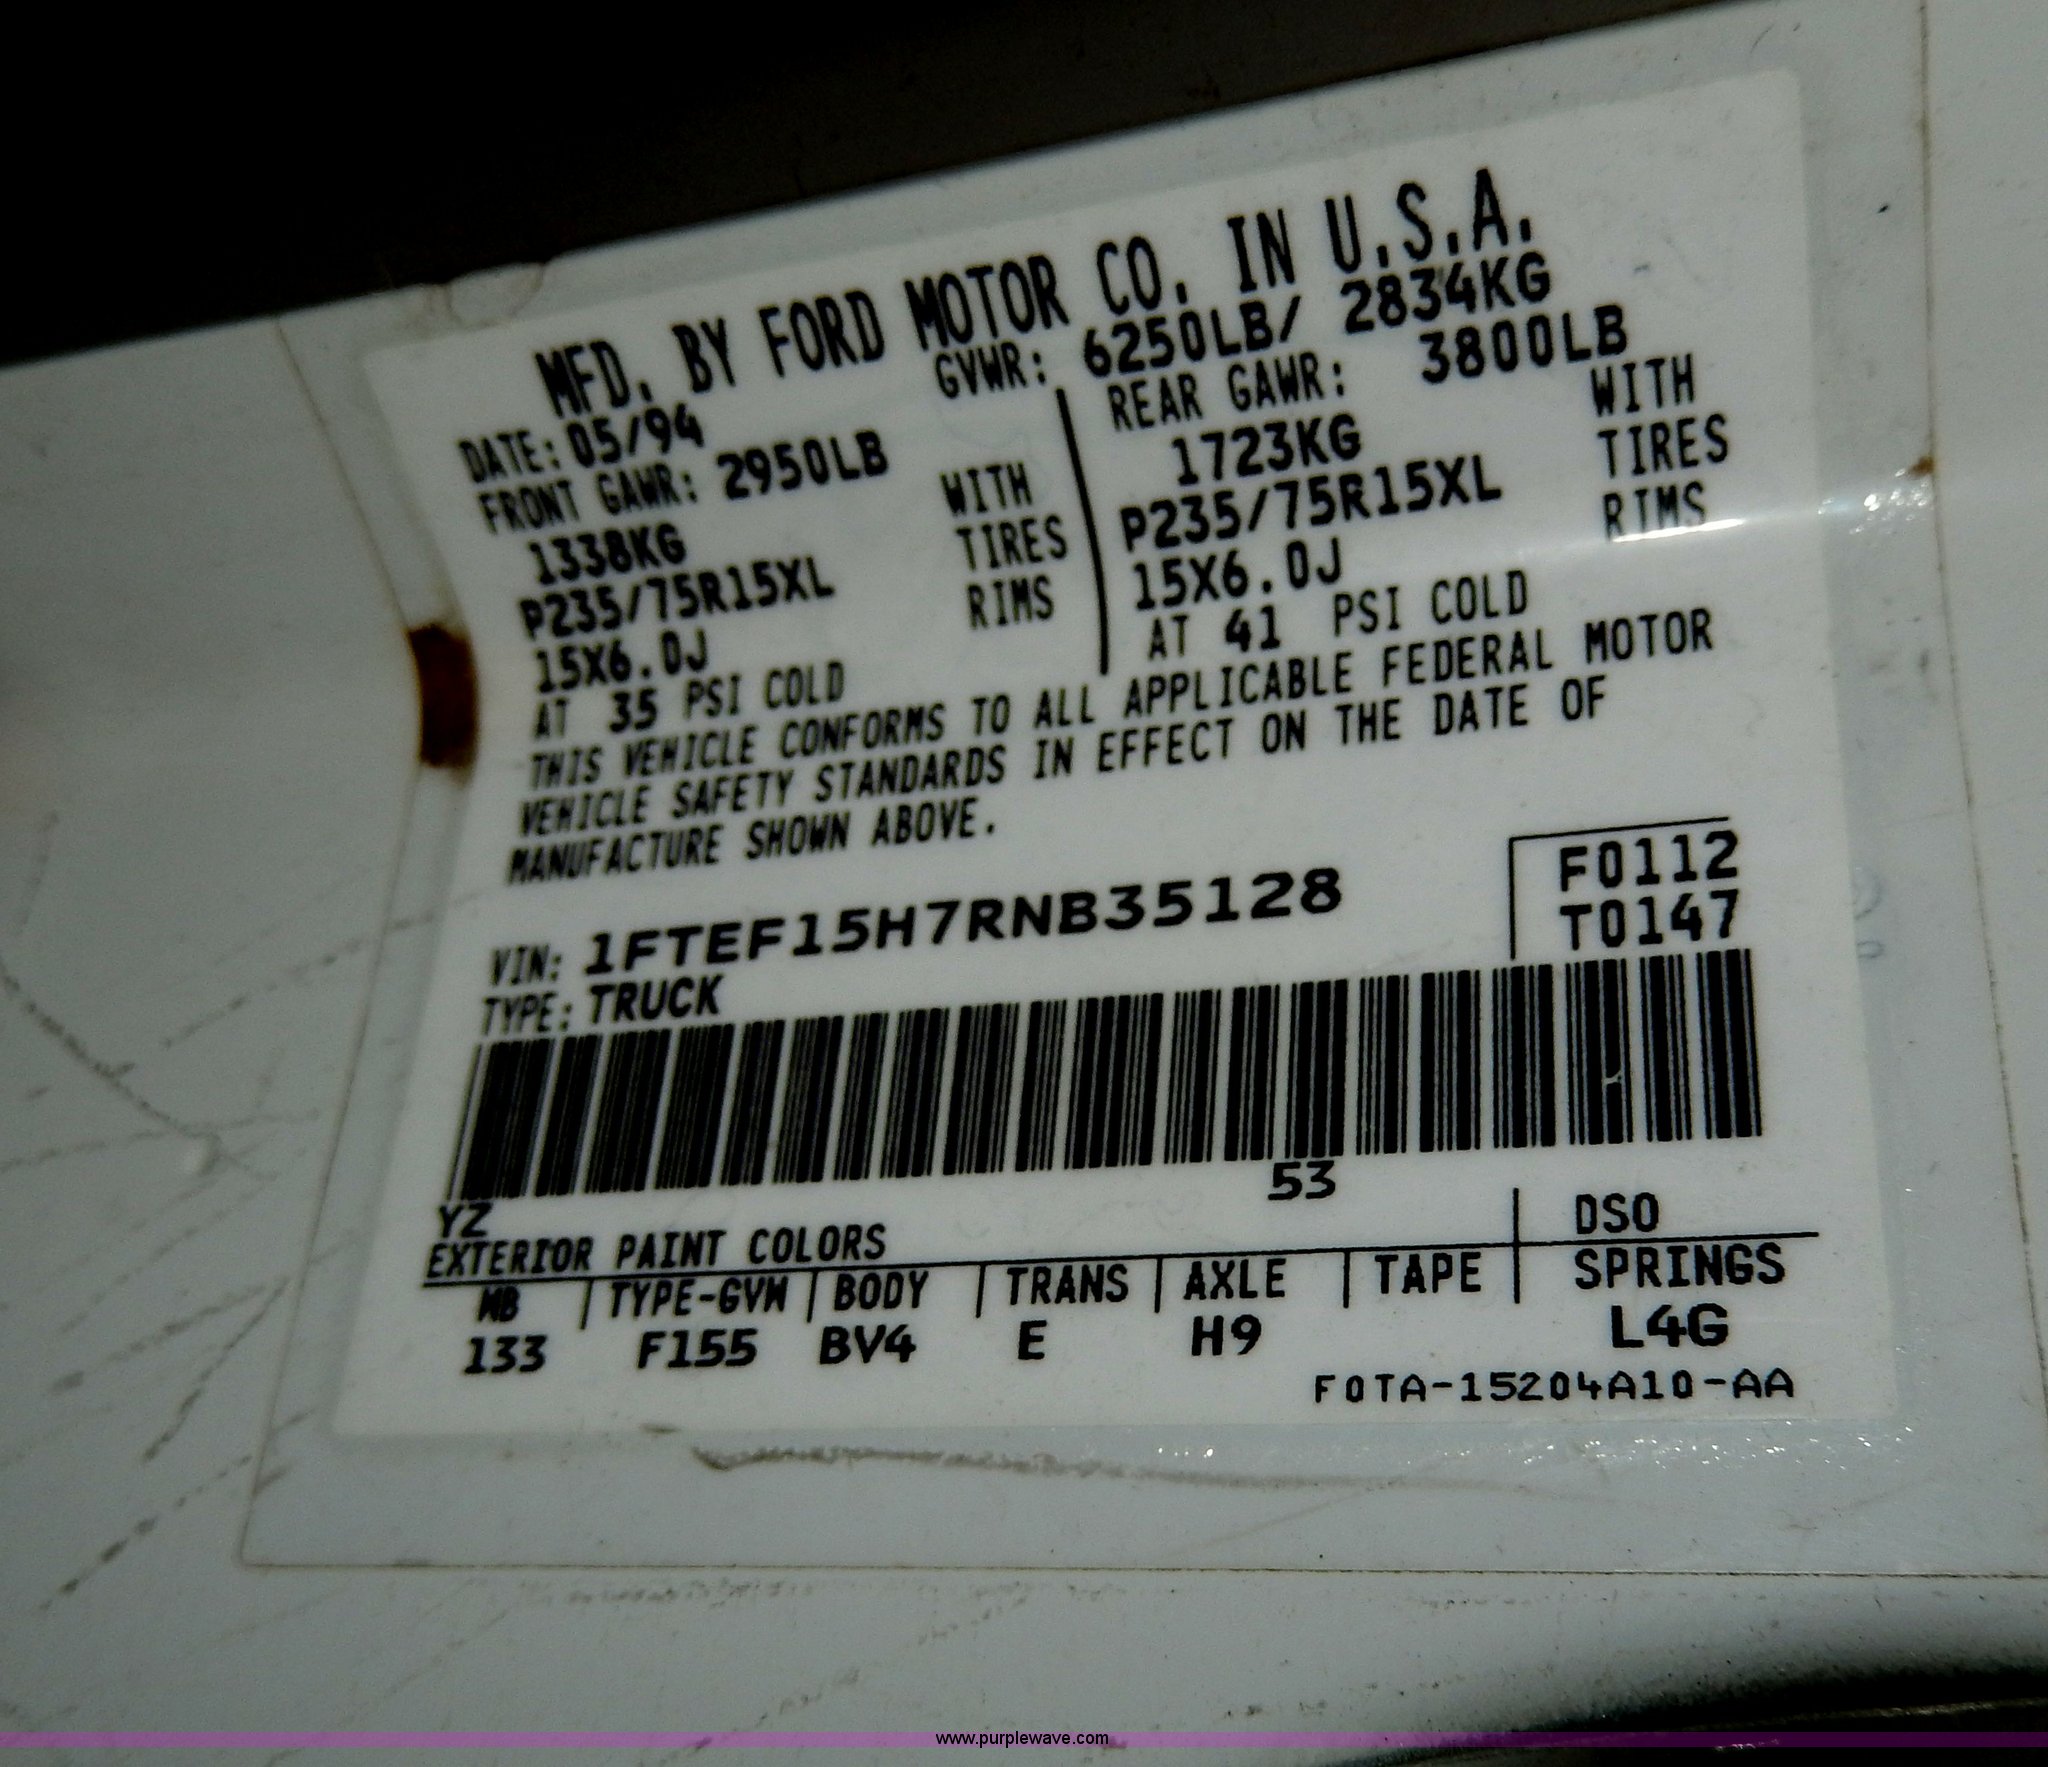 MFD. BY FORD MOTOR CO. IN U.S.A.
DATE: 05/94
GVWR: 6250LB/ 2834KG
FRONT GAWR: 2950LB
1338KG
WITH
P235/75R15XL
TIRES
15X6.0J
RIMS
AT 35 PSI COLD
REAR GAWR: 3800LB
1723KG
WITH
P235/75R15XL
TIRES
15X6.0J
RIMS
AT 41 PSI COLD
THIS VEHICLE CONFORMS TO ALL APPLICABLE FEDERAL MOTOR
VEHICLE SAFETY STANDARDS IN EFFECT ON THE DATE OF
MANUFACTURE SHOWN ABOVE.
F0112
T0147
VIN: 1FTEF15H7RNB35128
TYPE: TRUCK
53
YZ
EXTERIOR PAINT COLORS
DSO
WB | TYPE-GVW | BODY | TRANS | AXLE | TAPE | SPRINGS
133 F155 BV4 E H9 L4G
F0TA-15204A10-AA
www.purplewave.com